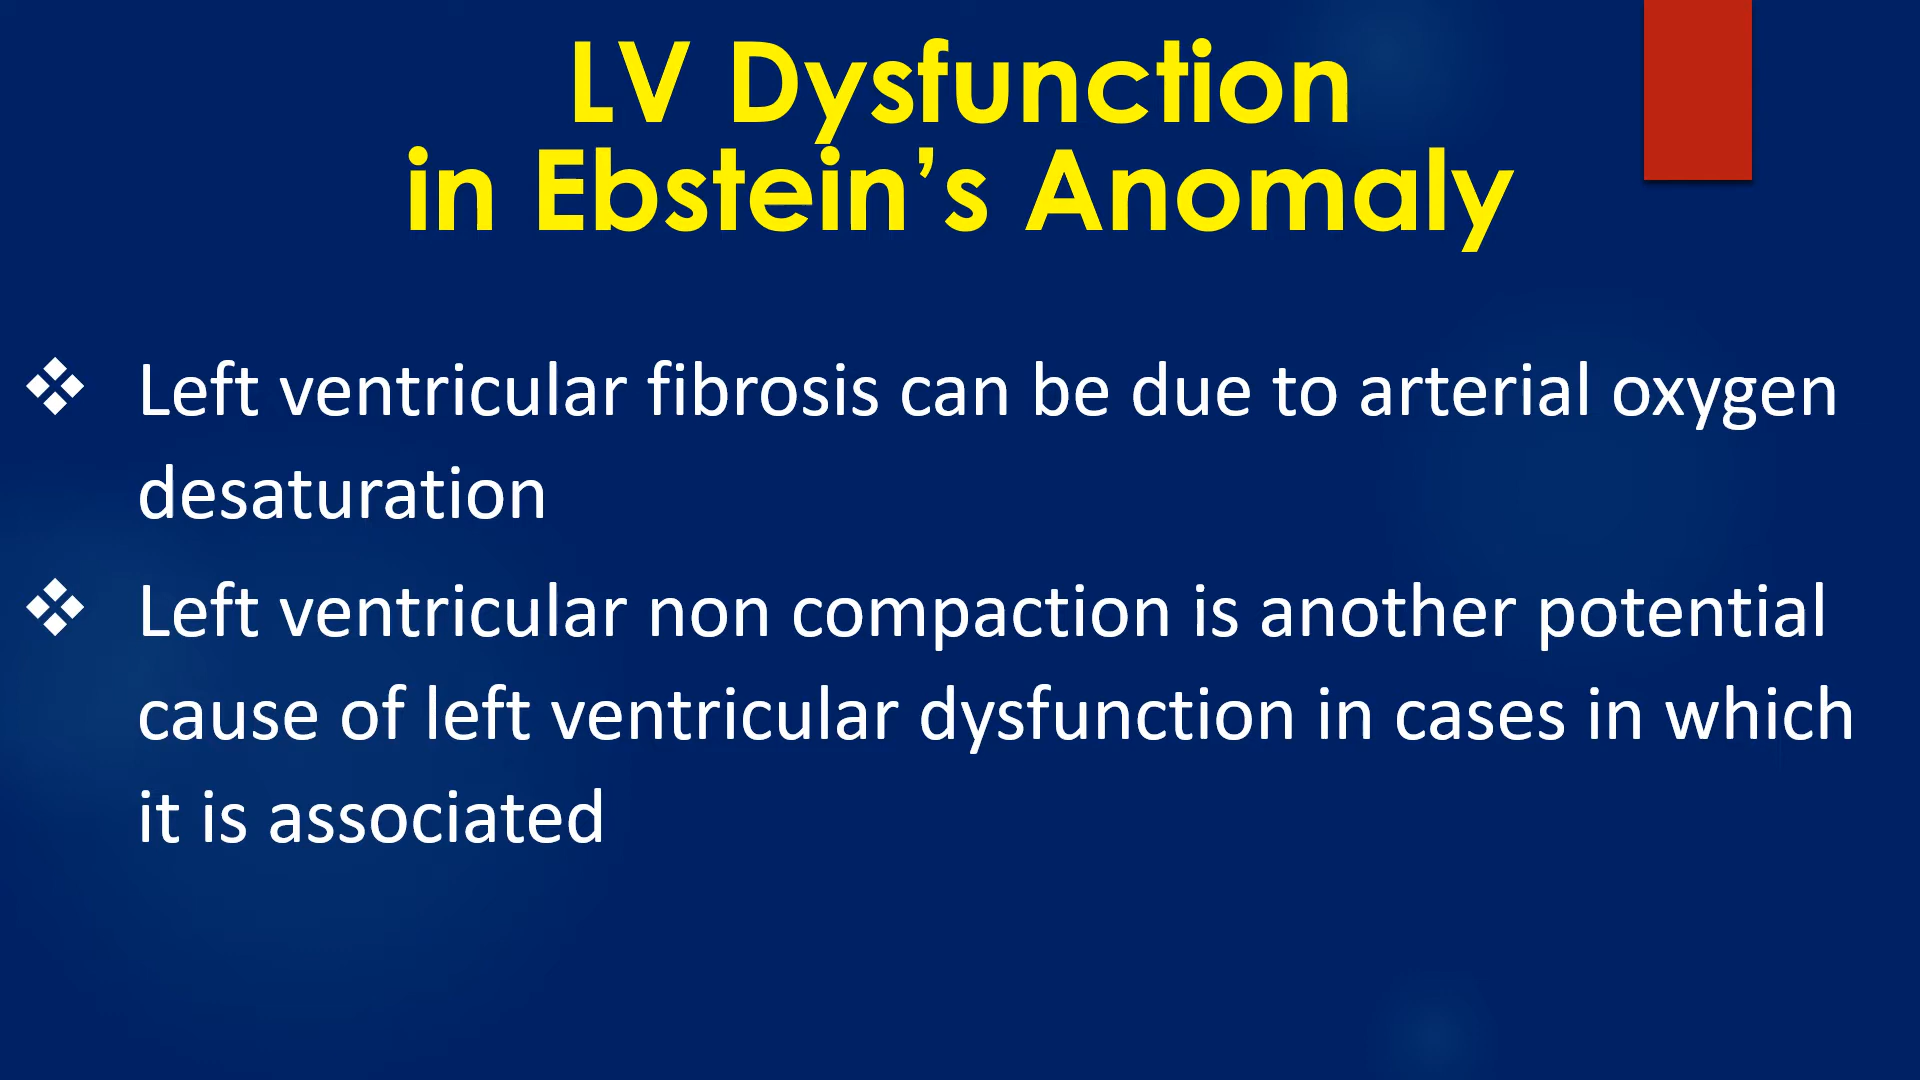 LV Dysfunction
in Ebstein’s Anomaly
❖ Left ventricular fibrosis can be due to arterial oxygen
desaturation
❖ Left ventricular non compaction is another potential
cause of left ventricular dysfunction in cases in which
it is associated